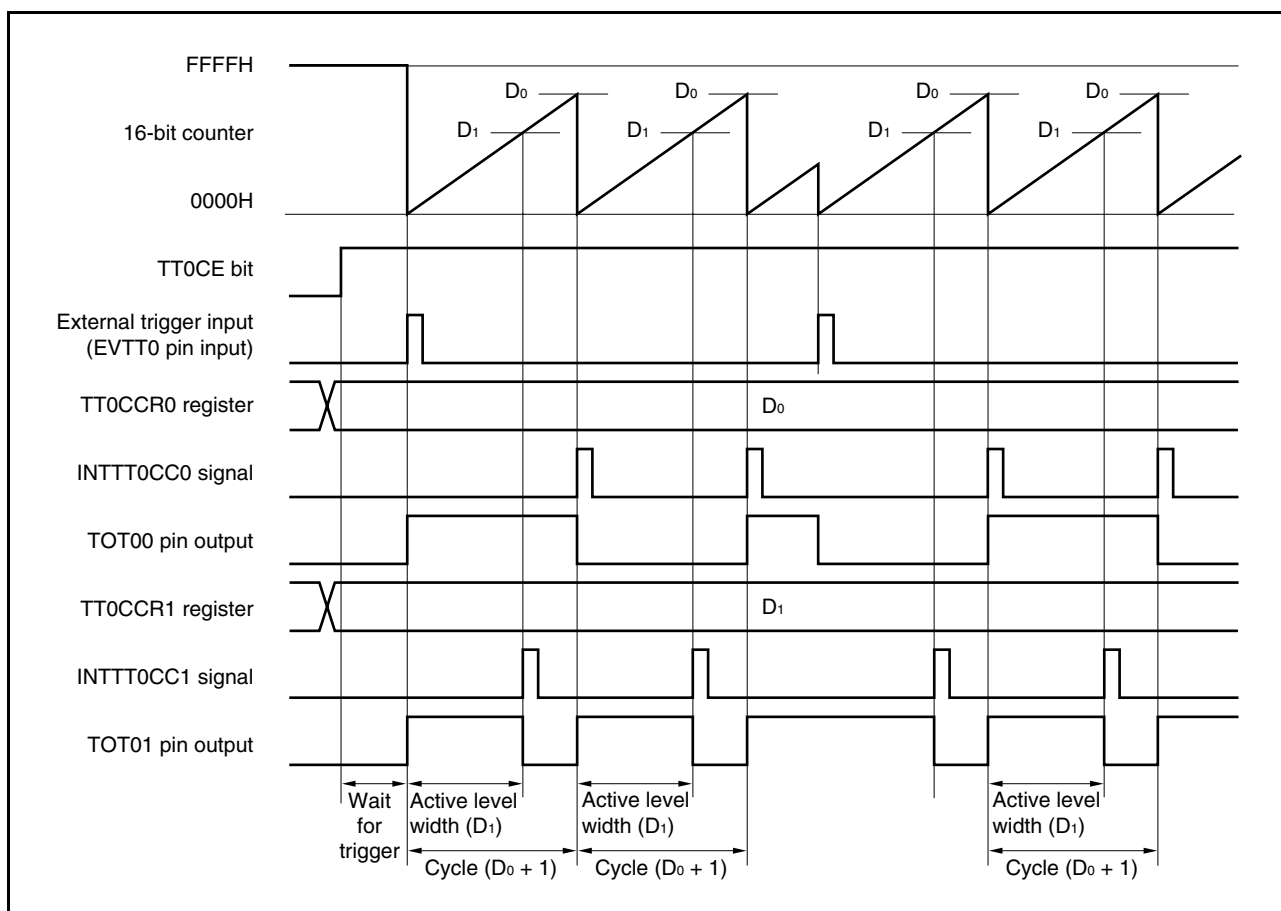 FFFFH
D0 D0 D0 D0
16-bit counter
D1 D1 D1 D1
0000H
TT0CE bit
External trigger input
(EVTT0 pin input)
TT0CCR0 register
D0
INTTT0CC0 signal
TOT00 pin output
TT0CCR1 register
D1
INTTT0CC1 signal
TOT01 pin output
Wait
for
trigger
Active level
width (D1)
Active level
width (D1)
Active level
width (D1)
Cycle (D0 + 1)
Cycle (D0 + 1)
Cycle (D0 + 1)